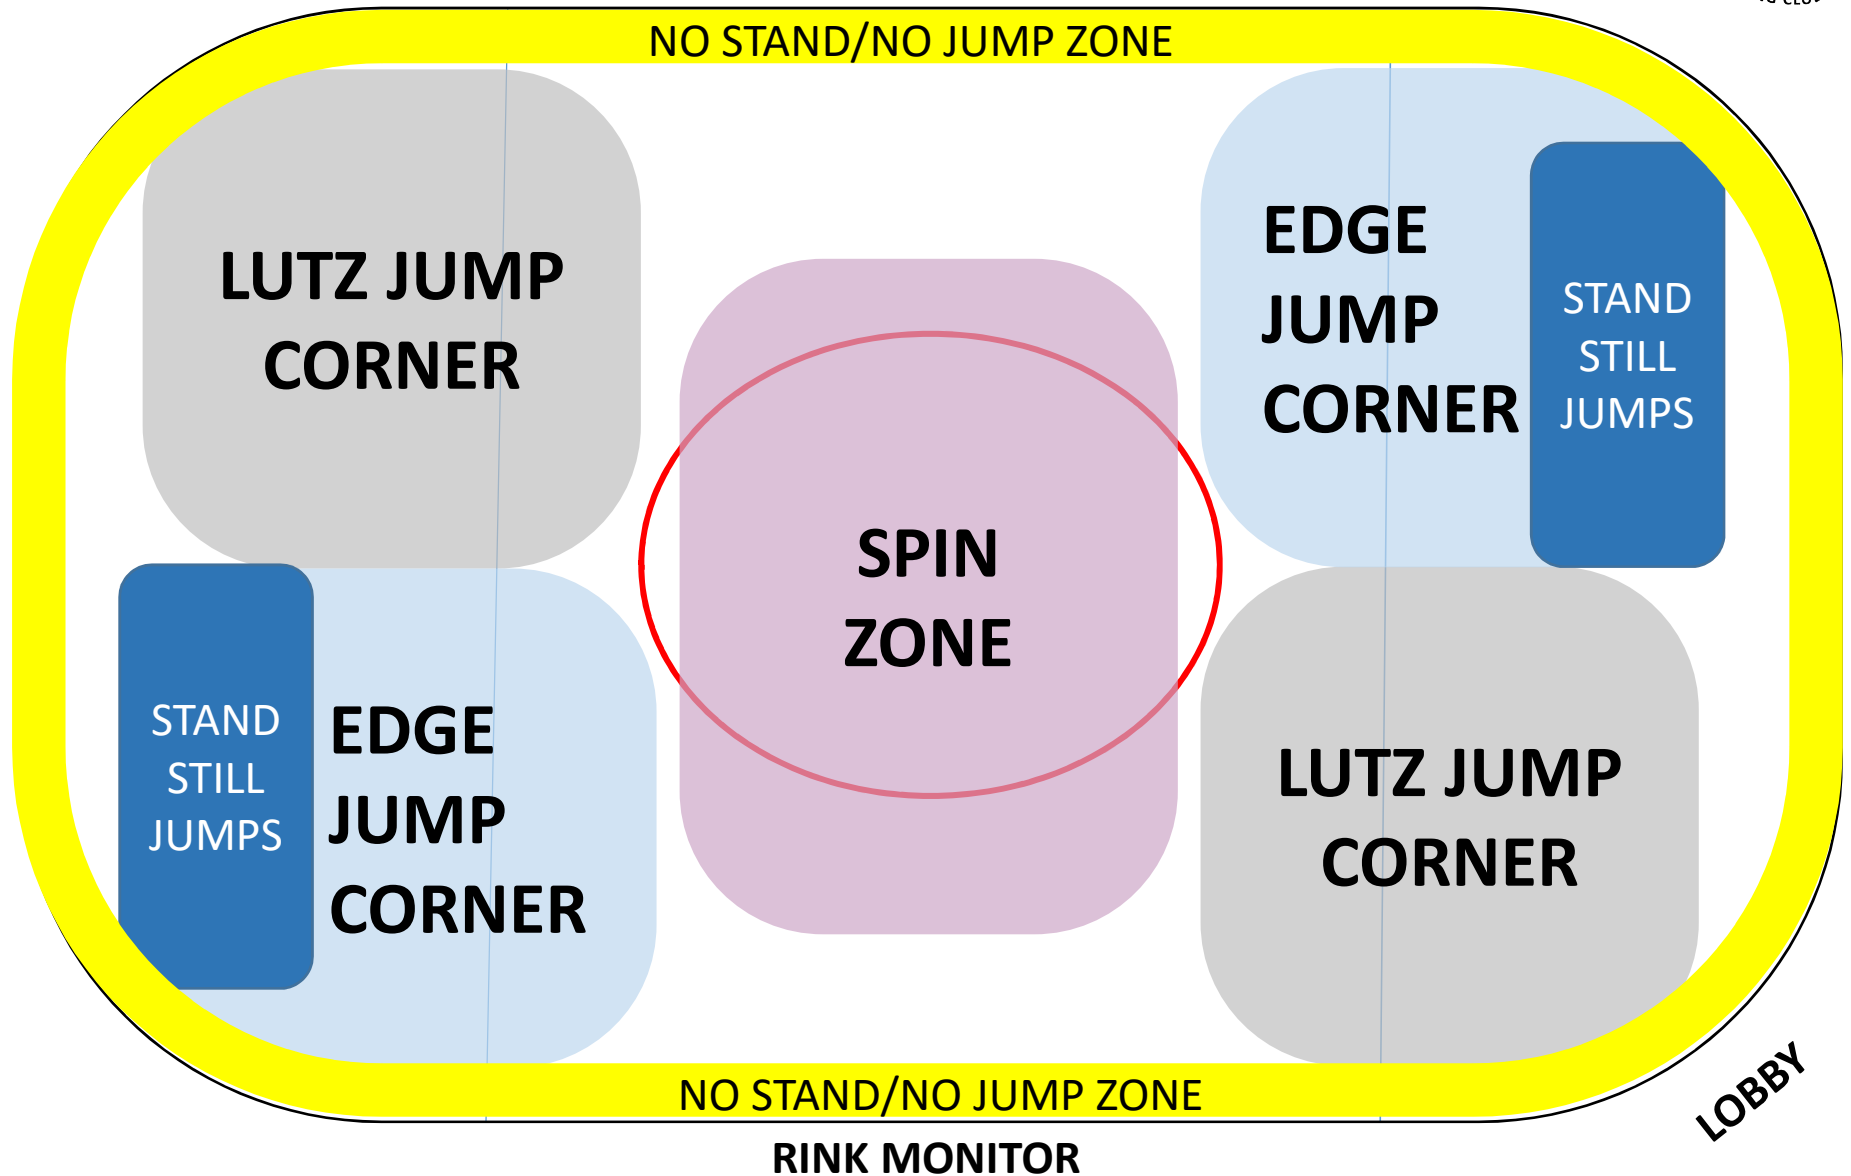 NO STAND/NO JUMP ZONE
LUTZ JUMP
CORNER
EDGE
JUMP
CORNER
STAND
STILL
JUMPS
SPIN
ZONE
STAND
STILL
JUMPS
EDGE
JUMP
CORNER
LUTZ JUMP
CORNER
NO STAND/NO JUMP ZONE
LOBBY
RINK MONITOR